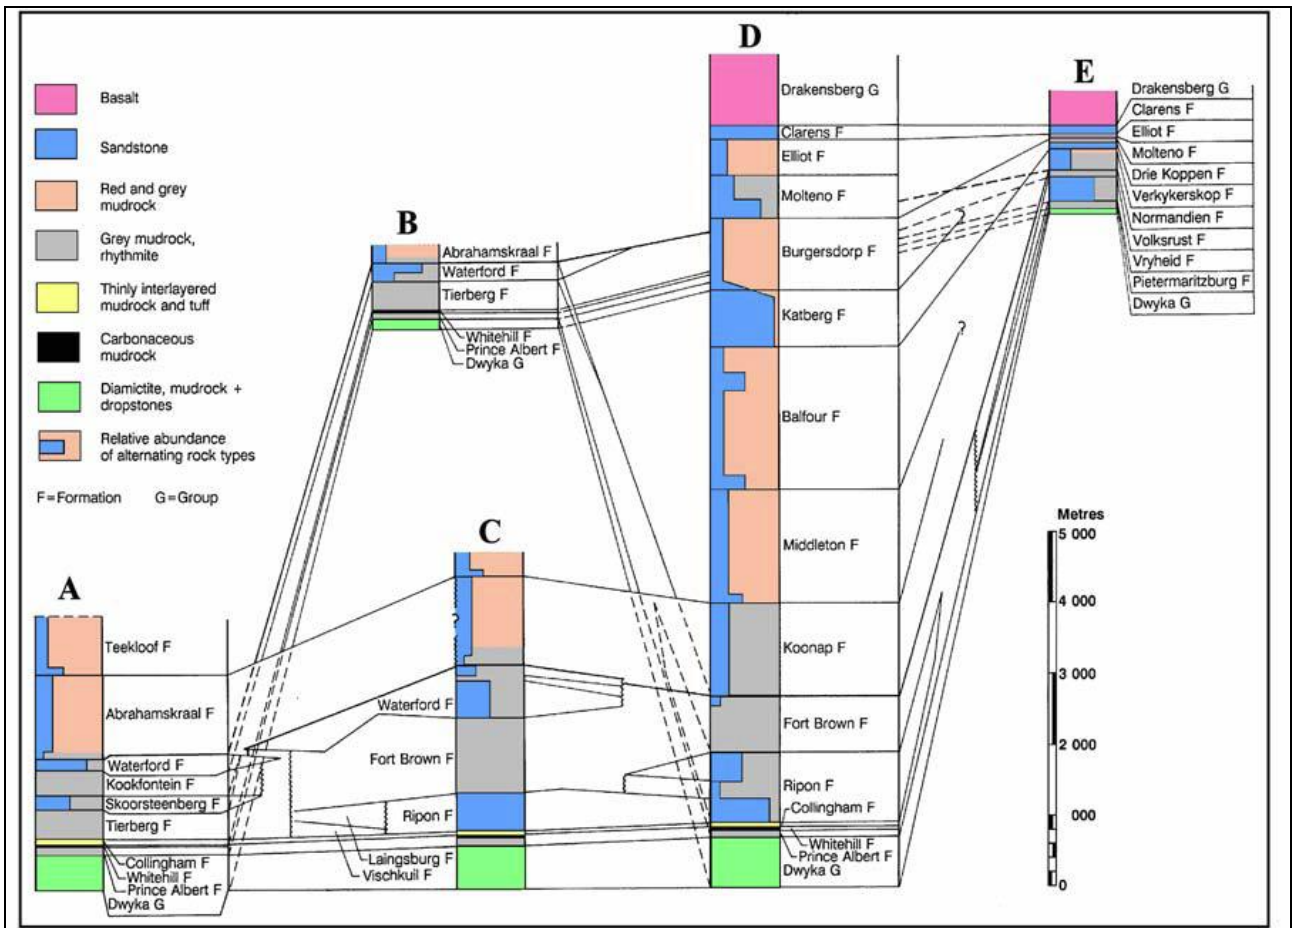 D
E
Drakensberg G
Clarens F
Elliot F
Molteno F
Drie Koppen F
Verkykerskop F
Normandien F
Volksrust F
Vryheid F
Pietermaritzburg F
Dwyka G
Basalt
Sandstone
Red and grey
mudrock
Grey mudrock,
rhythmite
Thinly interlayered
mudrock and tuff
Carbonaceous
mudrock
Diamictite, mudrock +
dropstones
Relative abundance
of alternating rock types
F=Formation G=Group
B
Abrahamskraal F
Waterford F
Tierberg F
Whitehill F
Prince Albert F
Dwyka G
Drakensberg G
Clarens F
Elliot F
Molteno F
Burgersdorp F
Katberg F
Balfour F
Middleton F
Koonap F
Fort Brown F
Ripon F
Collingham F
Whitehill F
Prince Albert F
Dwyka G
?
?
A
Teekloof F
Abrahamskraal F
Waterford F
Kookfontein F
Skoorsteenberg F
Tierberg F
Collingham F
Whitehill F
Prince Albert F
Dwyka G
C
?
Waterford F
Fort Brown F
Ripon F
Laingsburg F
Vischkuil F
Metres
5 000
4 000
3 000
2 000
000
0